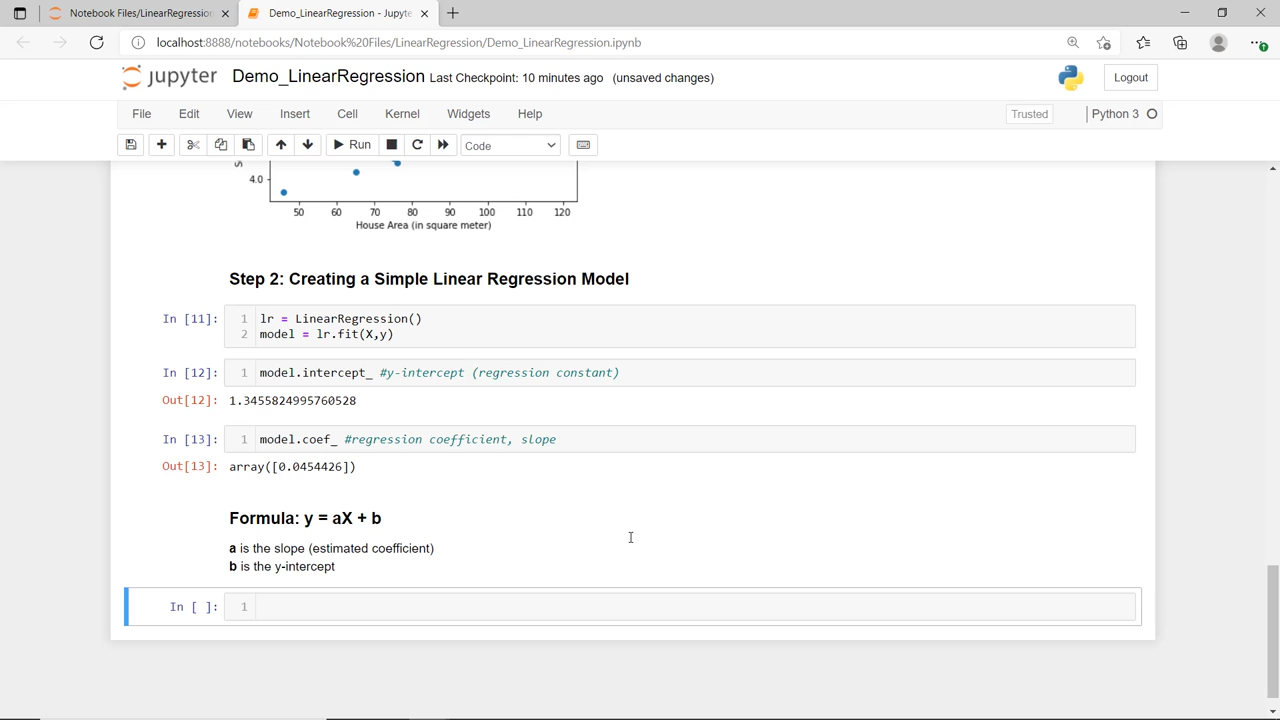 Notebook Files/LinearRegression
Demo_LinearRegression - Jupyte
localhost:8888/notebooks/Notebook%20Files/LinearRegression/Demo_LinearRegression.ipynb
jupyter Demo_LinearRegression Last Checkpoint: 10 minutes ago (unsaved changes)
Logout
File Edit View Insert Cell Kernel Widgets Help
Trusted
Python 3
Run
Code
4.0
50 60 70 80 90 100 110 120
House Area (in square meter)
Step 2: Creating a Simple Linear Regression Model
In [11]: 1 lr = LinearRegression()
2 model = lr.fit(X,y)
In [12]: 1 model.intercept_ #y-intercept (regression constant)
Out[12]: 1.3455824995760528
In [13]: 1 model.coef_ #regression coefficient, slope
Out[13]: array([0.0454426])
Formula: y = aX + b
a is the slope (estimated coefficient)
b is the y-intercept
In [ ]: 1